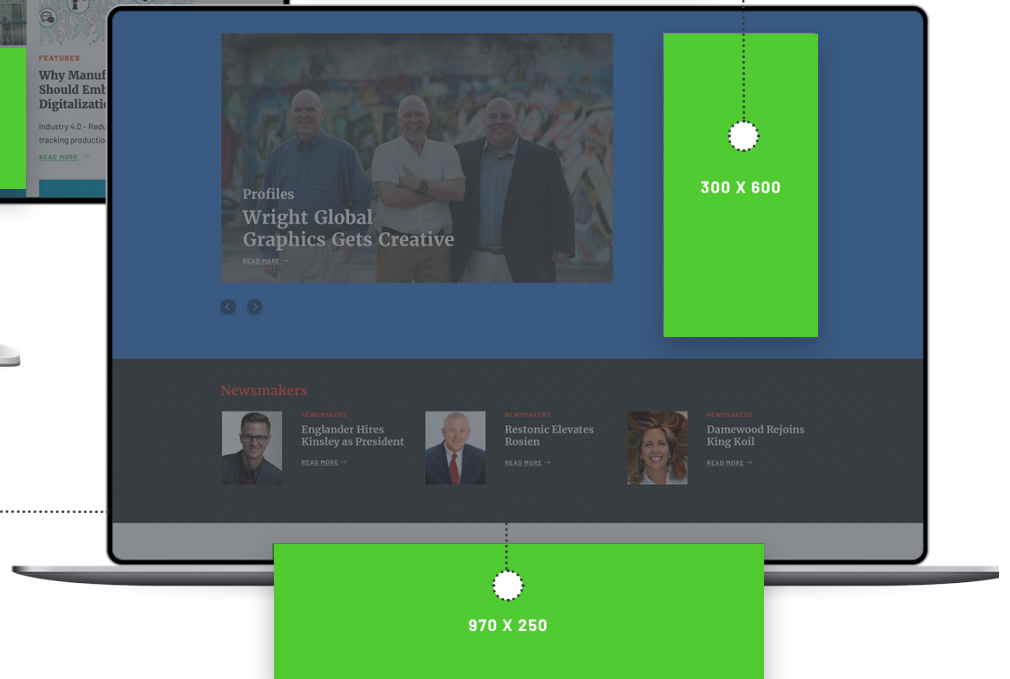 FEATURES
Why Manuf
Should Emb
Digitalizati
Industry 4.0 – Redu
tracking productio
READ MORE →
Profiles
Wright Global
Graphics Gets Creative
READ MORE →
300 X 600
Newsmakers
NEWSMAKERS
Englander Hires
Kinsley as President
READ MORE →
NEWSMAKERS
Restonic Elevates
Rosien
READ MORE →
NEWSMAKERS
Damewood Rejoins
King Koil
READ MORE →
970 X 250